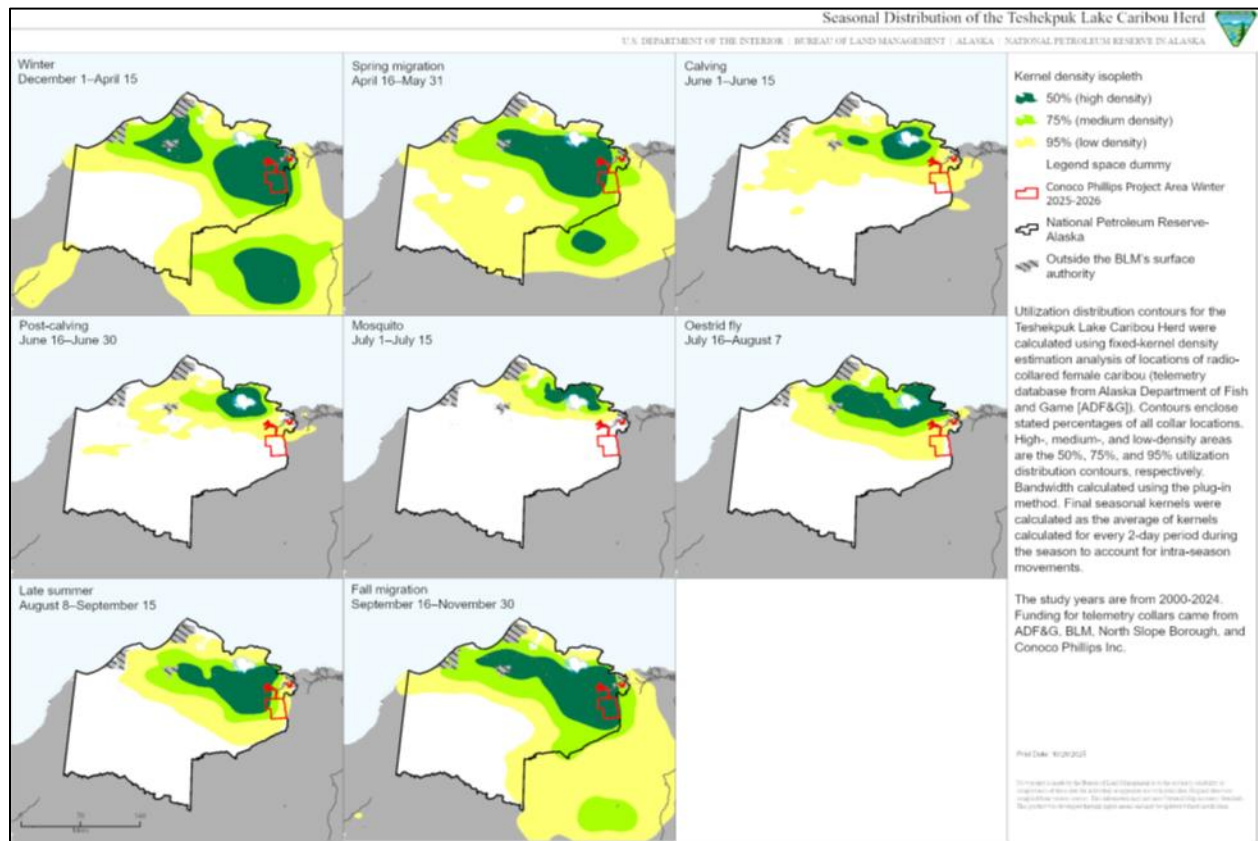 Seasonal Distribution of the Teshekpuk Lake Caribou Herd
U.S. DEPARTMENT OF THE INTERIOR | BUREAU OF LAND MANAGEMENT | ALASKA | NATIONAL PETROLEUM RESERVE IN ALASKA
Winter
December 1–April 15
Spring migration
April 16–May 31
Calving
June 1–June 15
Post-calving
June 16–June 30
Mosquito
July 1–July 15
Oestrid fly
July 16–August 7
Late summer
August 8–September 15
Fall migration
September 16–November 30
Kernel density isopleth
50% (high density)
75% (medium density)
95% (low density)
Legend space dummy
Conoco Phillips Project Area Winter
2025-2026
National Petroleum Reserve-
Alaska
Outside the BLM's surface
authority
Utilization distribution contours for the
Teshekpuk Lake Caribou Herd were
calculated using fixed-kernel density
estimation analysis of locations of radio-
collared female caribou (telemetry
database from Alaska Department of Fish
and Game [ADF&G]). Contours enclose
stated percentages of all collar locations.
High-, medium-, and low-density areas
are the 50%, 75%, and 95% utilization
distribution contours, respectively.
Bandwidth calculated using the plug-in
method. Final seasonal kernels were
calculated as the average of kernels
calculated for every 2-day period during
the season to account for intra-season
movements.
The study years are from 2000-2024.
Funding for telemetry collars came from
ADF&G, BLM, North Slope Borough, and
Conoco Phillips Inc.
Print Date: